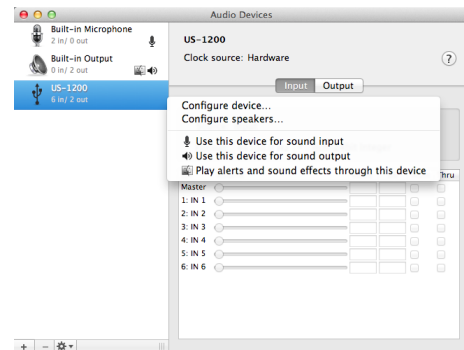 Audio Devices
Built-in Microphone
2 in/ 0 out
Built-in Output
0 in/ 2 out
US-1200
6 in/ 2 out
US-1200
Clock source: Hardware
?
Input
Output
Configure device...
Configure speakers...
Use this device for sound input
Use this device for sound output
Play alerts and sound effects through this device
Thru
Master
1: IN 1
2: IN 2
3: IN 3
4: IN 4
5: IN 5
6: IN 6